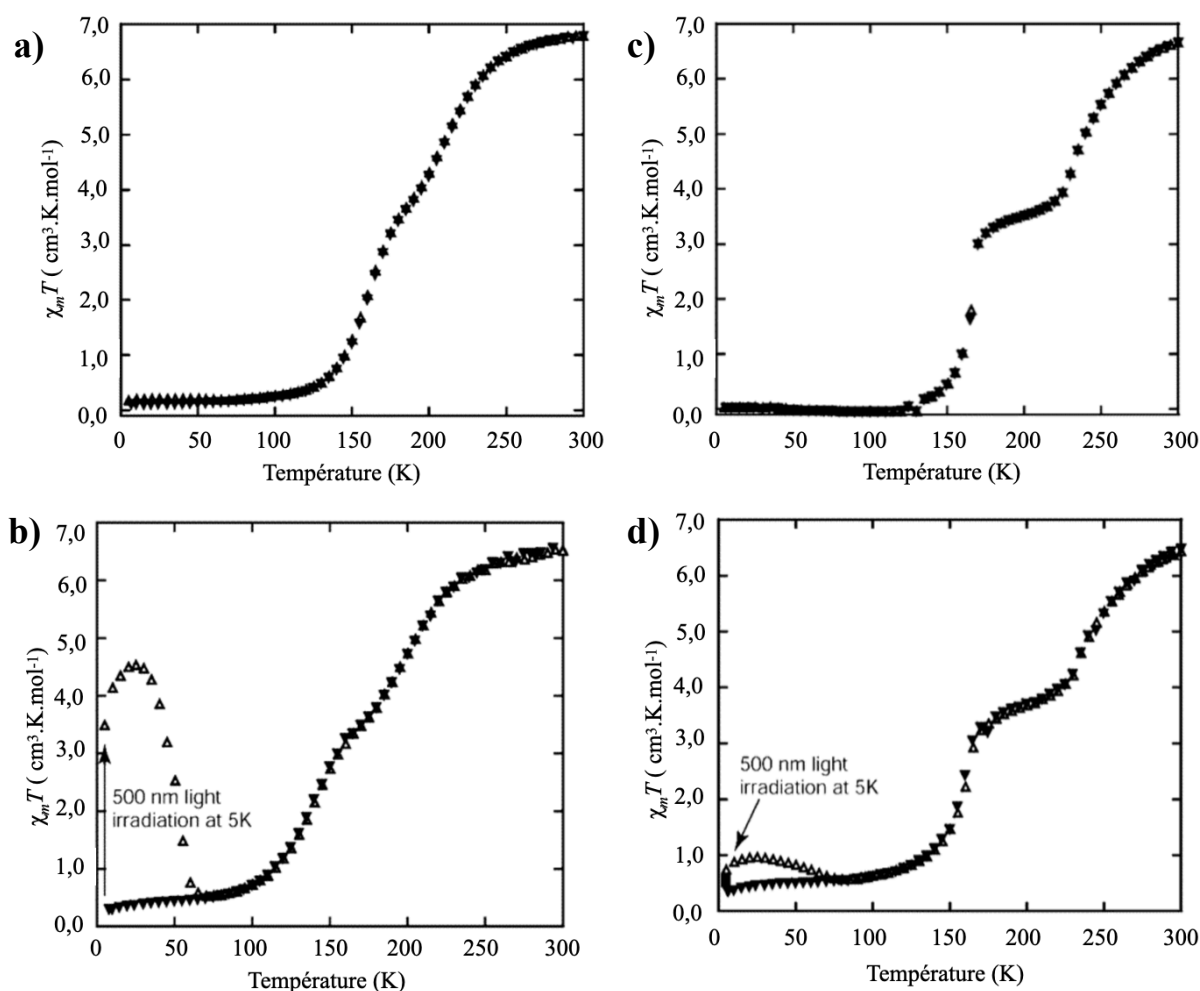 a)
7,0
6,0
5,0
4,0
3,0
2,0
1,0
0,0
χmT ( cm³.K.mol⁻¹)
0 50 100 150 200 250 300
Température (K)
c)
7,0
6,0
5,0
4,0
3,0
2,0
1,0
0,0
χmT ( cm³.K.mol⁻¹)
0 50 100 150 200 250 300
Température (K)
b)
7,0
6,0
5,0
4,0
3,0
2,0
1,0
0,0
χmT ( cm³.K.mol⁻¹)
500 nm light
irradiation at 5K
0 50 100 150 200 250 300
Température (K)
d)
7,0
6,0
5,0
4,0
3,0
2,0
1,0
0,0
χmT ( cm³.K.mol⁻¹)
500 nm light
irradiation at 5K
0 50 100 150 200 250 300
Température (K)